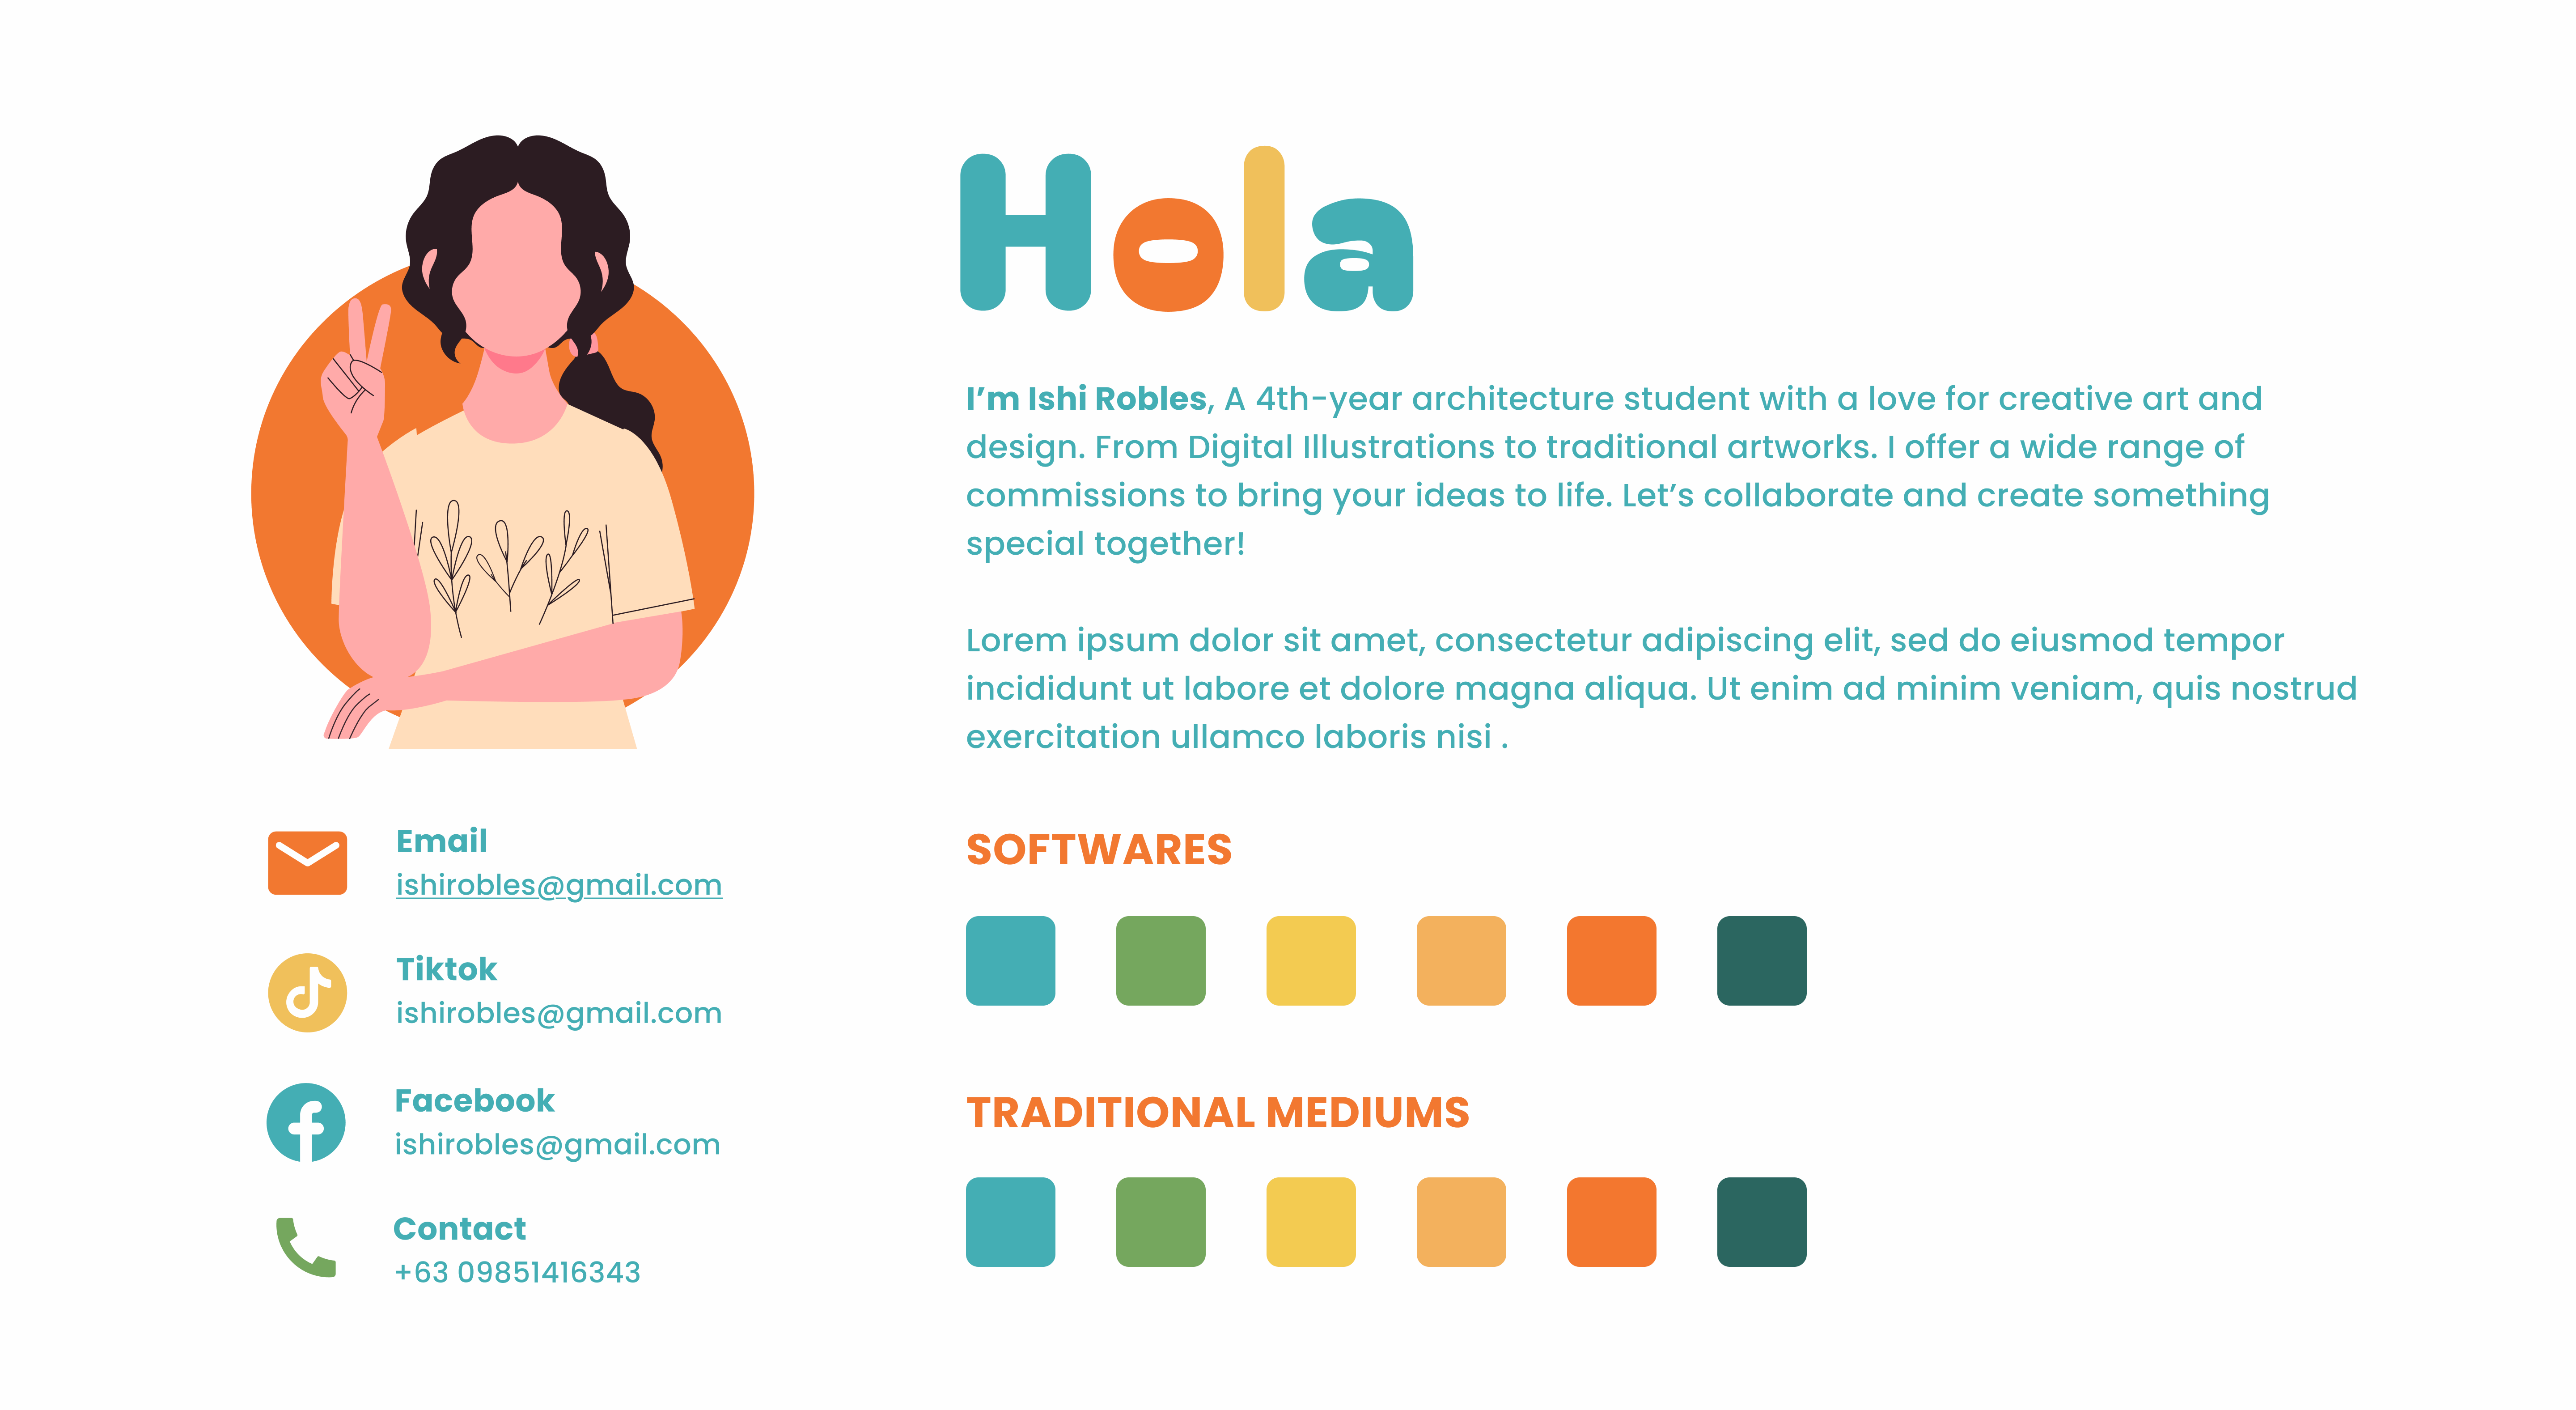 Hola
I’m Ishi Robles, A 4th-year architecture student with a love for creative art and
design. From Digital Illustrations to traditional artworks. I offer a wide range of
commissions to bring your ideas to life. Let’s collaborate and create something
special together!
Lorem ipsum dolor sit amet, consectetur adipiscing elit, sed do eiusmod tempor
incididunt ut labore et dolore magna aliqua. Ut enim ad minim veniam, quis nostrud
exercitation ullamco laboris nisi .
Email
ishirobles@gmail.com
Tiktok
ishirobles@gmail.com
Facebook
ishirobles@gmail.com
Contact
+63 09851416343
SOFTWARES
TRADITIONAL MEDIUMS